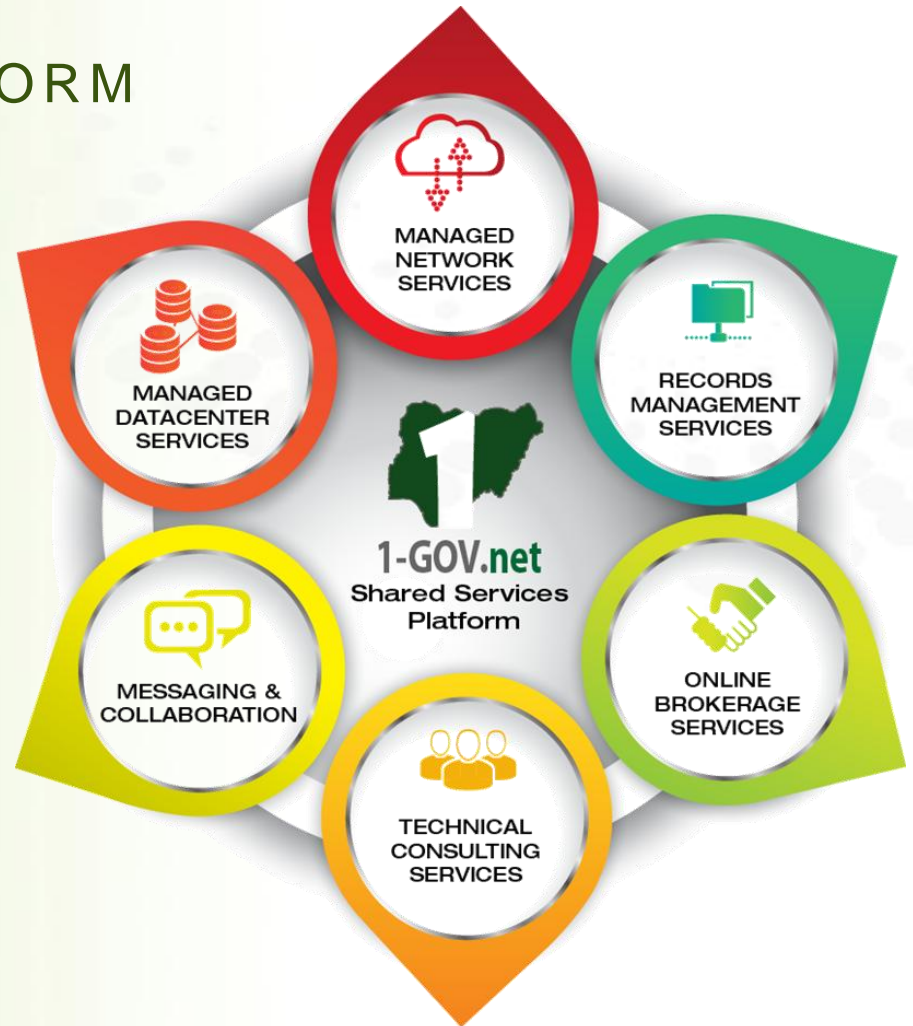 ORM
MANAGED
NETWORK
SERVICES
RECORDS
MANAGEMENT
SERVICES
ONLINE
BROKERAGE
SERVICES
TECHNICAL
CONSULTING
SERVICES
MESSAGING &
COLLABORATION
MANAGED
DATACENTER
SERVICES
1
1-GOV.net
Shared Services
Platform